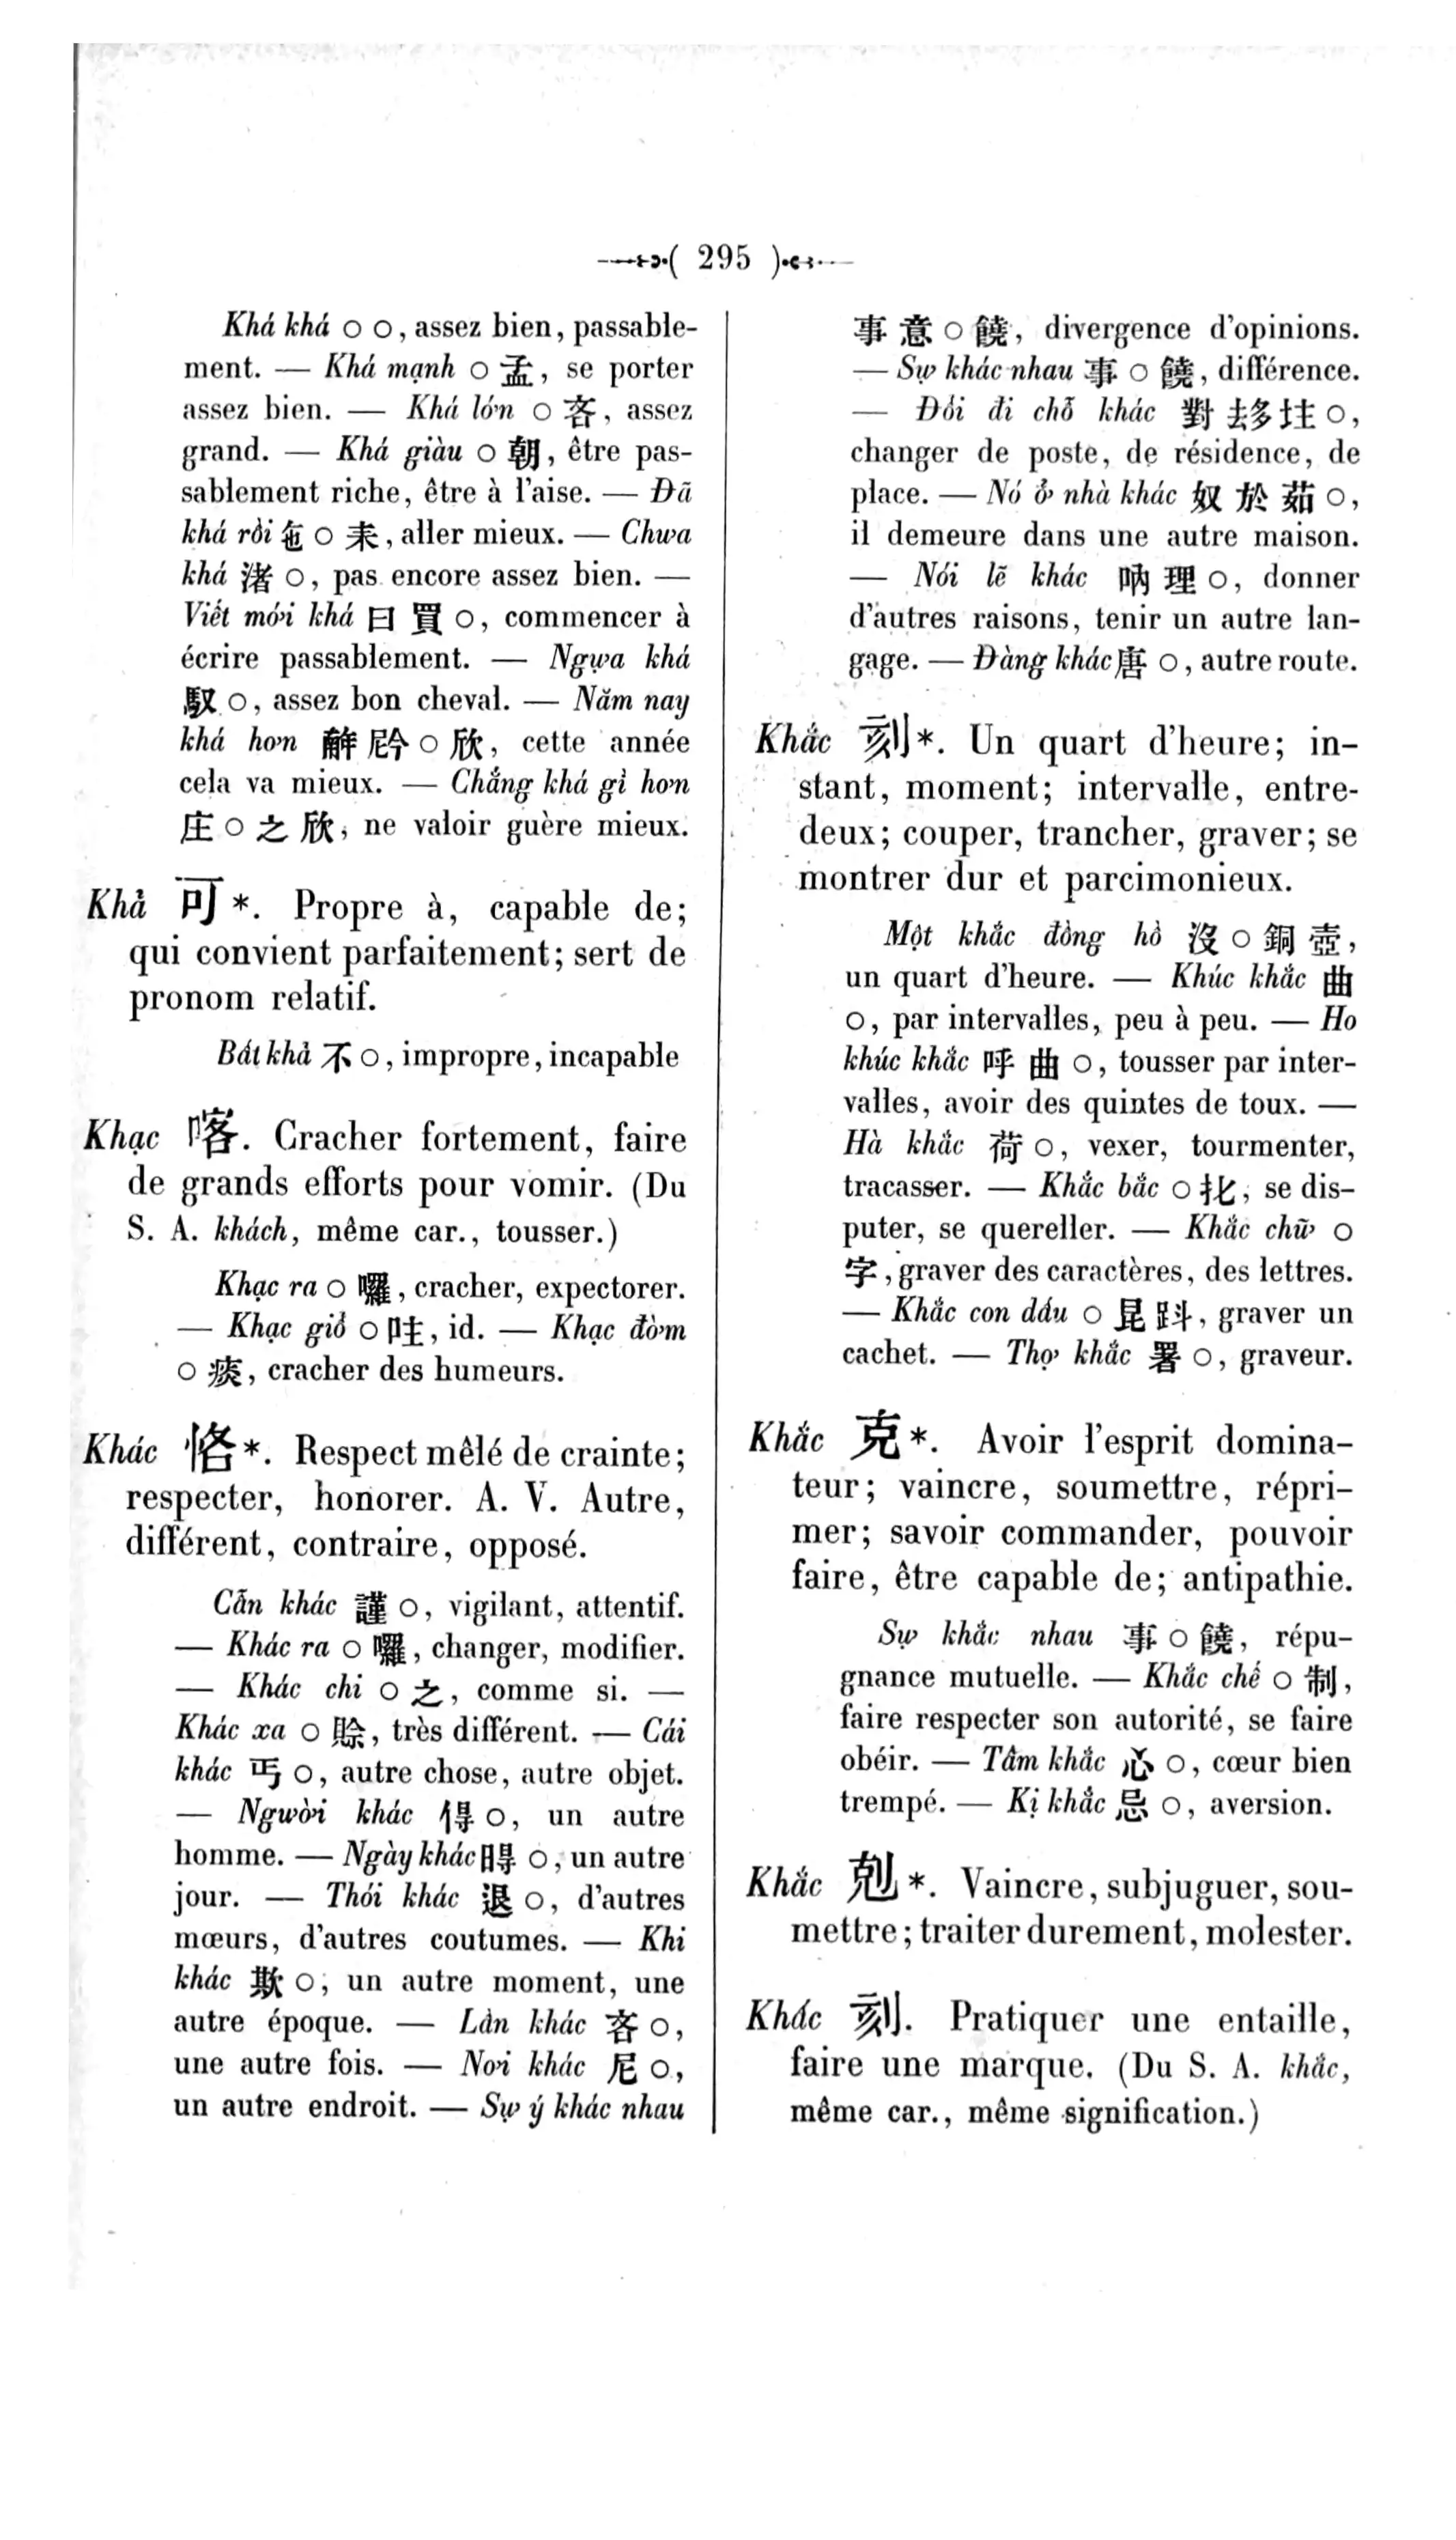 ( 295 )
Khá khá ○ ○, assez bien, passable-
ment. — Khá mạnh ○ 孟, se porter
assez bien. — Khá lớn ○ 吝, assez
grand. — Khá giàu ○ 朝, être pas-
sablement riche, être à l'aise. — Đã
khá rồi ○ 耒, aller mieux. — Chưa
khá 渚 ○, pas encore assez bien. —
Viết mới khá 曰 買 ○, commencer à
écrire passablement. — Ngựa khá
馭 ○, assez bon cheval. — Năm nay
khá hơn ○ 欣, cette année
cela va mieux. — Chẳng khá gì hơn
庄 ○ 之 欣, ne valoir guère mieux.
Khả 可 *. Propre à, capable de;
qui convient parfaitement; sert de
pronom relatif.
Bất khả 不 ○, impropre, incapable
Khạc 喀. Cracher fortement, faire
de grands efforts pour vomir. (Du
S. A. khách, même car., tousser.)
Khạc ra ○ 囉, cracher, expectorer.
— Khạc giổ ○ 哇, id. — Khạc đờm
○ 痰, cracher des humeurs.
Khác 恪 *. Respect mêlé de crainte;
respecter, honorer. A. V. Autre,
différent, contraire, opposé.
Cẩn khác 謹 ○, vigilant, attentif.
— Khác ra ○ 囉, changer, modifier.
— Khác chi ○ 之, comme si. —
Khác xa ○ 賒, très différent. — Cái
khác 丐 ○, autre chose, autre objet.
— Người khác ○, un autre
homme. — Ngày khác ○, un autre
jour. — Thói khác 退 ○, d'autres
mœurs, d'autres coutumes. — Khi
khác 欺 ○, un autre moment, une
autre époque. — Lần khác 吝 ○,
une autre fois. — Nơi khác 尼 ○,
un autre endroit. — Sự ý khác nhau
事 意 ○ 饒, divergence d'opinions.
— Sự khác nhau 事 ○ 饒, différence.
— Đổi đi chỗ khác 對 𠫾 拄 ○,
changer de poste, de résidence, de
place. — Nó ở nhà khác 奴 於 茹 ○,
il demeure dans une autre maison.
— Nói lẽ khác 吶 理 ○, donner
d'autres raisons, tenir un autre lan-
gage. — Đàng khác 唐 ○, autre route.
Khắc 刻 *. Un quart d'heure; in-
stant, moment; intervalle, entre-
deux; couper, trancher, graver; se
montrer dur et parcimonieux.
Một khắc đồng hồ 沒 ○ 銅 壺,
un quart d'heure. — Khúc khắc 曲
○, par intervalles, peu à peu. — Ho
khúc khắc 呼 曲 ○, tousser par inter-
valles, avoir des quintes de toux. —
Hà khắc 荷 ○, vexer, tourmenter,
tracasser. — Khắc bắc ○, se dis-
puter, se quereller. — Khắc chữ ○
字, graver des caractères, des lettres.
— Khắc con dấu ○ 昆, graver un
cachet. — Thợ khắc 署 ○, graveur.
Khắc 克 *. Avoir l'esprit domina-
teur; vaincre, soumettre, répri-
mer; savoir commander, pouvoir
faire, être capable de; antipathie.
Sự khắc nhau 事 ○ 饒, répu-
gnance mutuelle. — Khắc chế ○ 制,
faire respecter son autorité, se faire
obéir. — Tâm khắc 心 ○, cœur bien
trempé. — Kị khắc 忌 ○, aversion.
Khắc 剋 *. Vaincre, subjuguer, sou-
mettre; traiter durement, molester.
Khấc 刻. Pratiquer une entaille,
faire une marque. (Du S. A. khắc,
même car., même signification.)